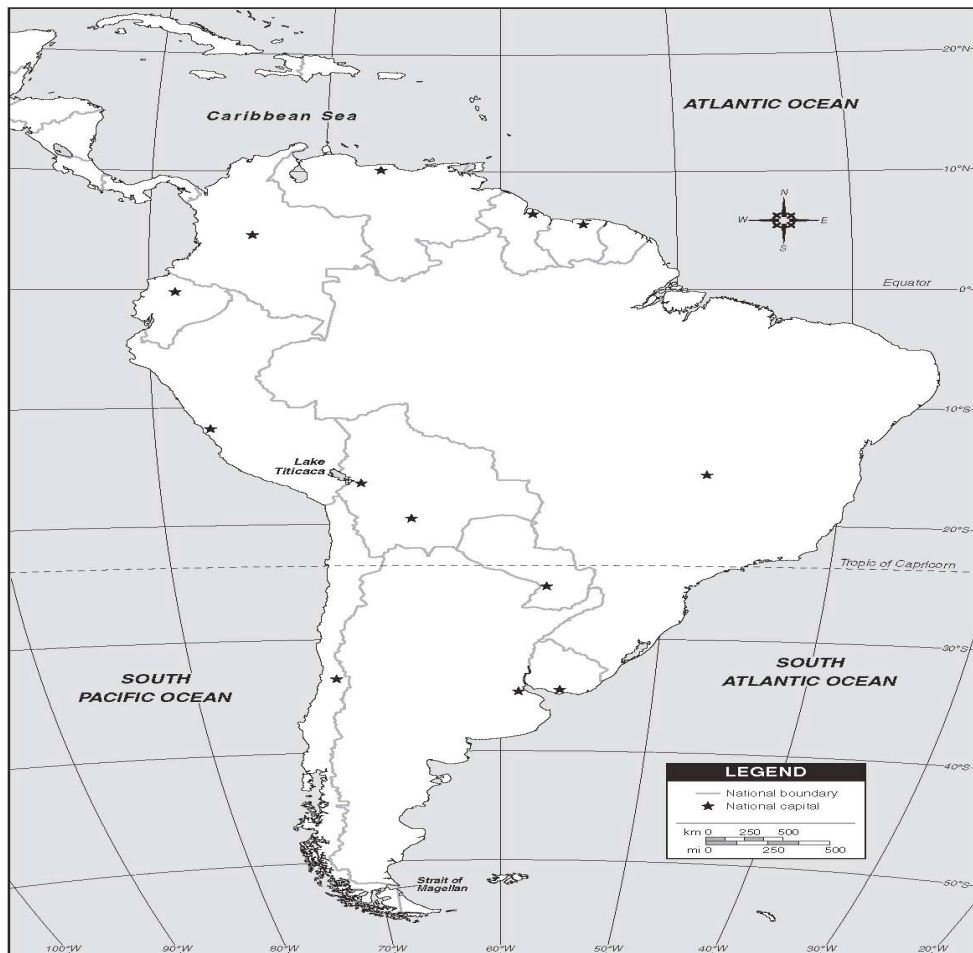 20°N
ATLANTIC OCEAN
Caribbean Sea
10°N
N
W E
S
Equator
0°
10°S
Lake
Titicaca
20°S
Tropic of Capricorn
30°S
SOUTH
PACIFIC OCEAN
SOUTH
ATLANTIC OCEAN
40°S
LEGEND
National boundary
National capital
km 0 250 500
mi 0 250 500
Strait of
Magellan
50°S
100°W 90°W 80°W 70°W 60°W 50°W 40°W 30°W 20°W